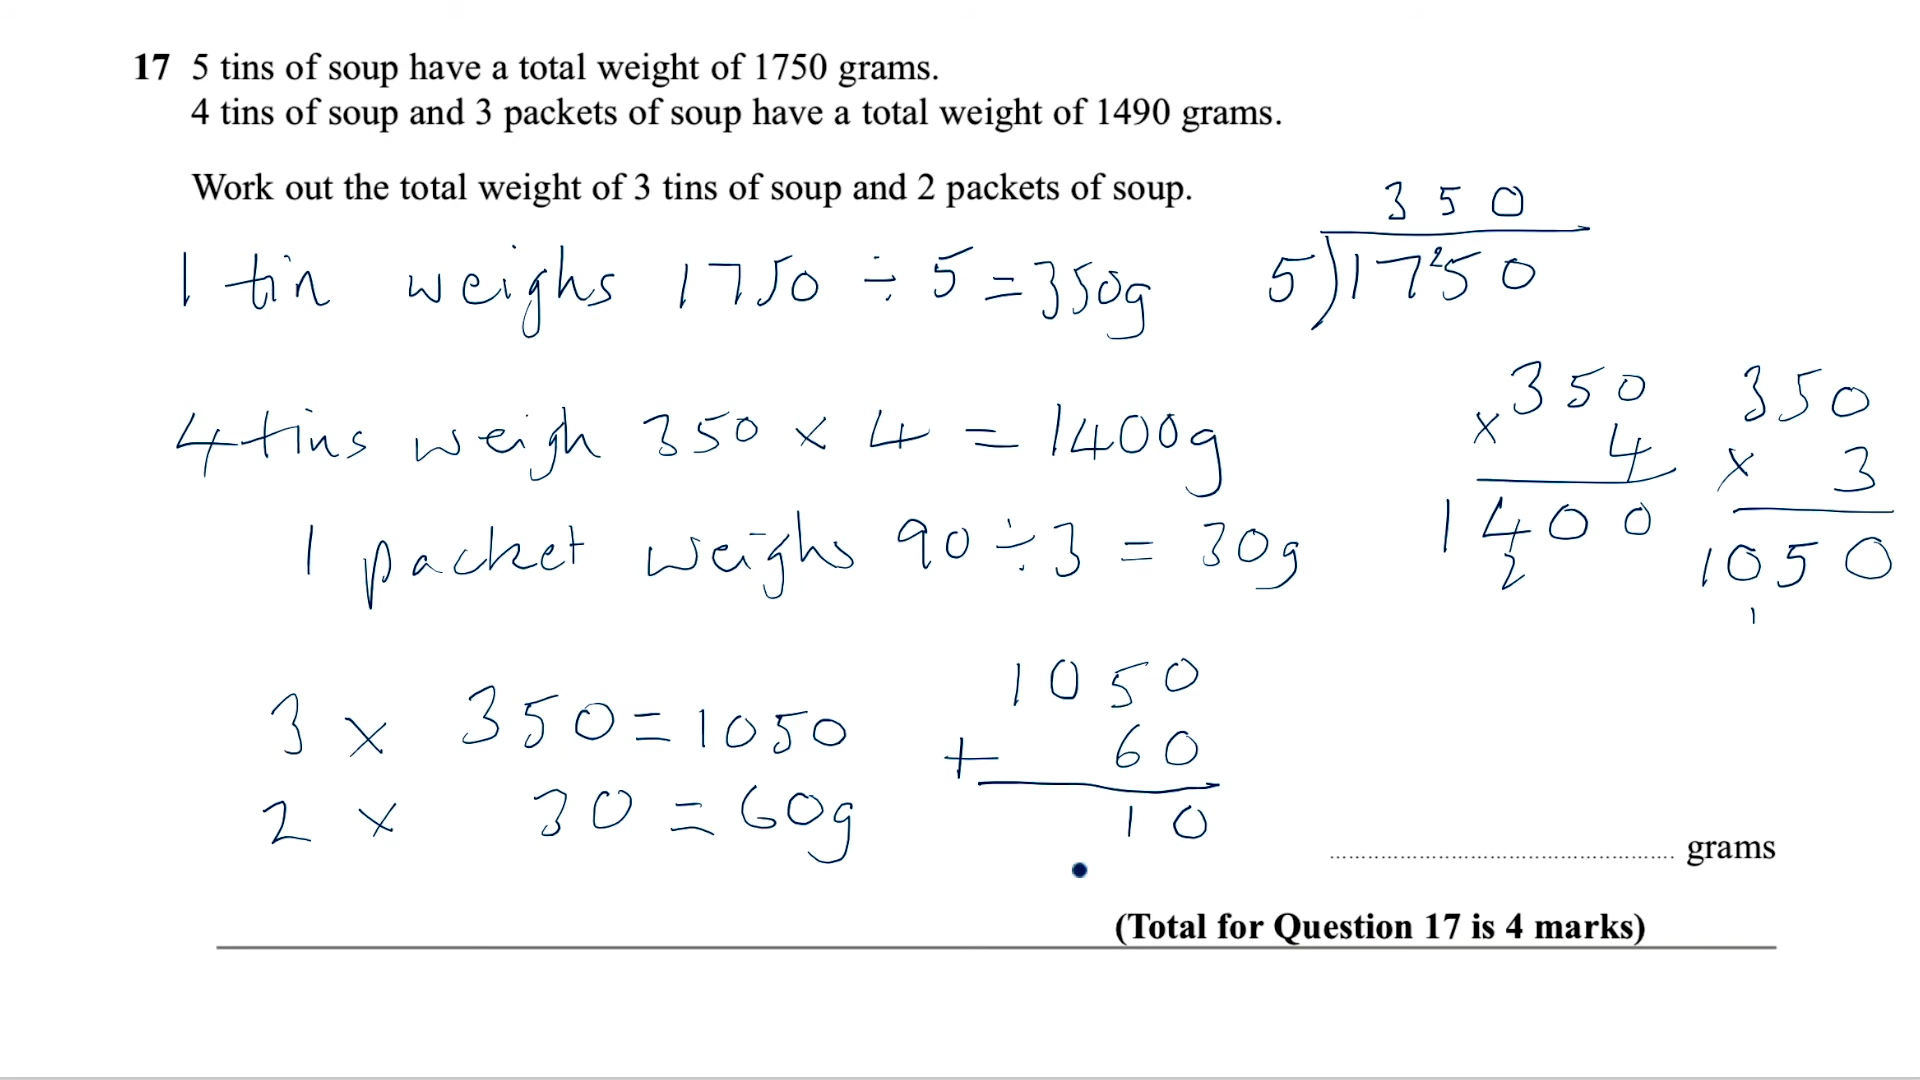 17 5 tins of soup have a total weight of 1750 grams.
4 tins of soup and 3 packets of soup have a total weight of 1490 grams.
Work out the total weight of 3 tins of soup and 2 packets of soup.
350
5)17²50
1 tin weighs 1750 ÷ 5 = 350g
4 tins weigh 350 × 4 = 1400g
350
× 4
1400
2
350
× 3
1050
1
1 packet weighs 90 ÷ 3 = 30g
3 × 350 = 1050
2 × 30 = 60g
1050
+ 60
10
grams
(Total for Question 17 is 4 marks)